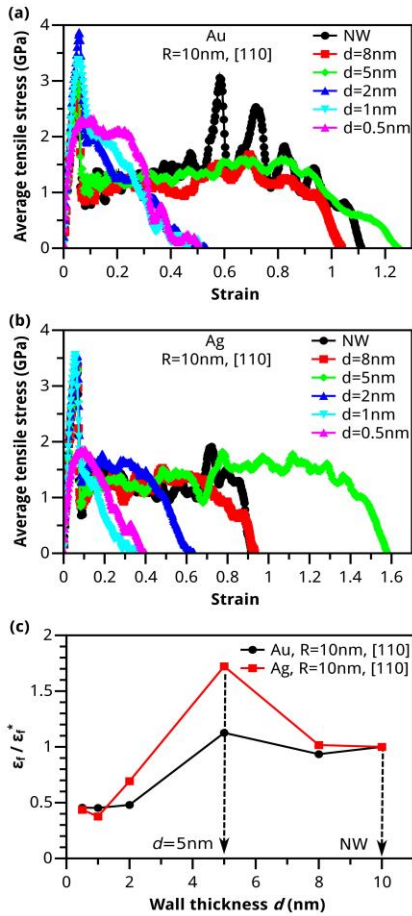 (a)
Au
R=10nm, [110]
NW
d=8nm
d=5nm
d=2nm
d=1nm
d=0.5nm
Average tensile stress (GPa)
4
3
2
1
0
0 0.2 0.4 0.6 0.8 1.0 1.2
Strain
(b)
Ag
R=10nm, [110]
NW
d=8nm
d=5nm
d=2nm
d=1nm
d=0.5nm
Average tensile stress (GPa)
4
3
2
1
0
0 0.2 0.4 0.6 0.8 1 1.2 1.4 1.6
Strain
(c)
Au, R=10nm, [110]
Ag, R=10nm, [110]
εf / εf*
2
1.5
1
0.5
0
d=5nm
NW
0 2 4 6 8 10
Wall thickness d (nm)